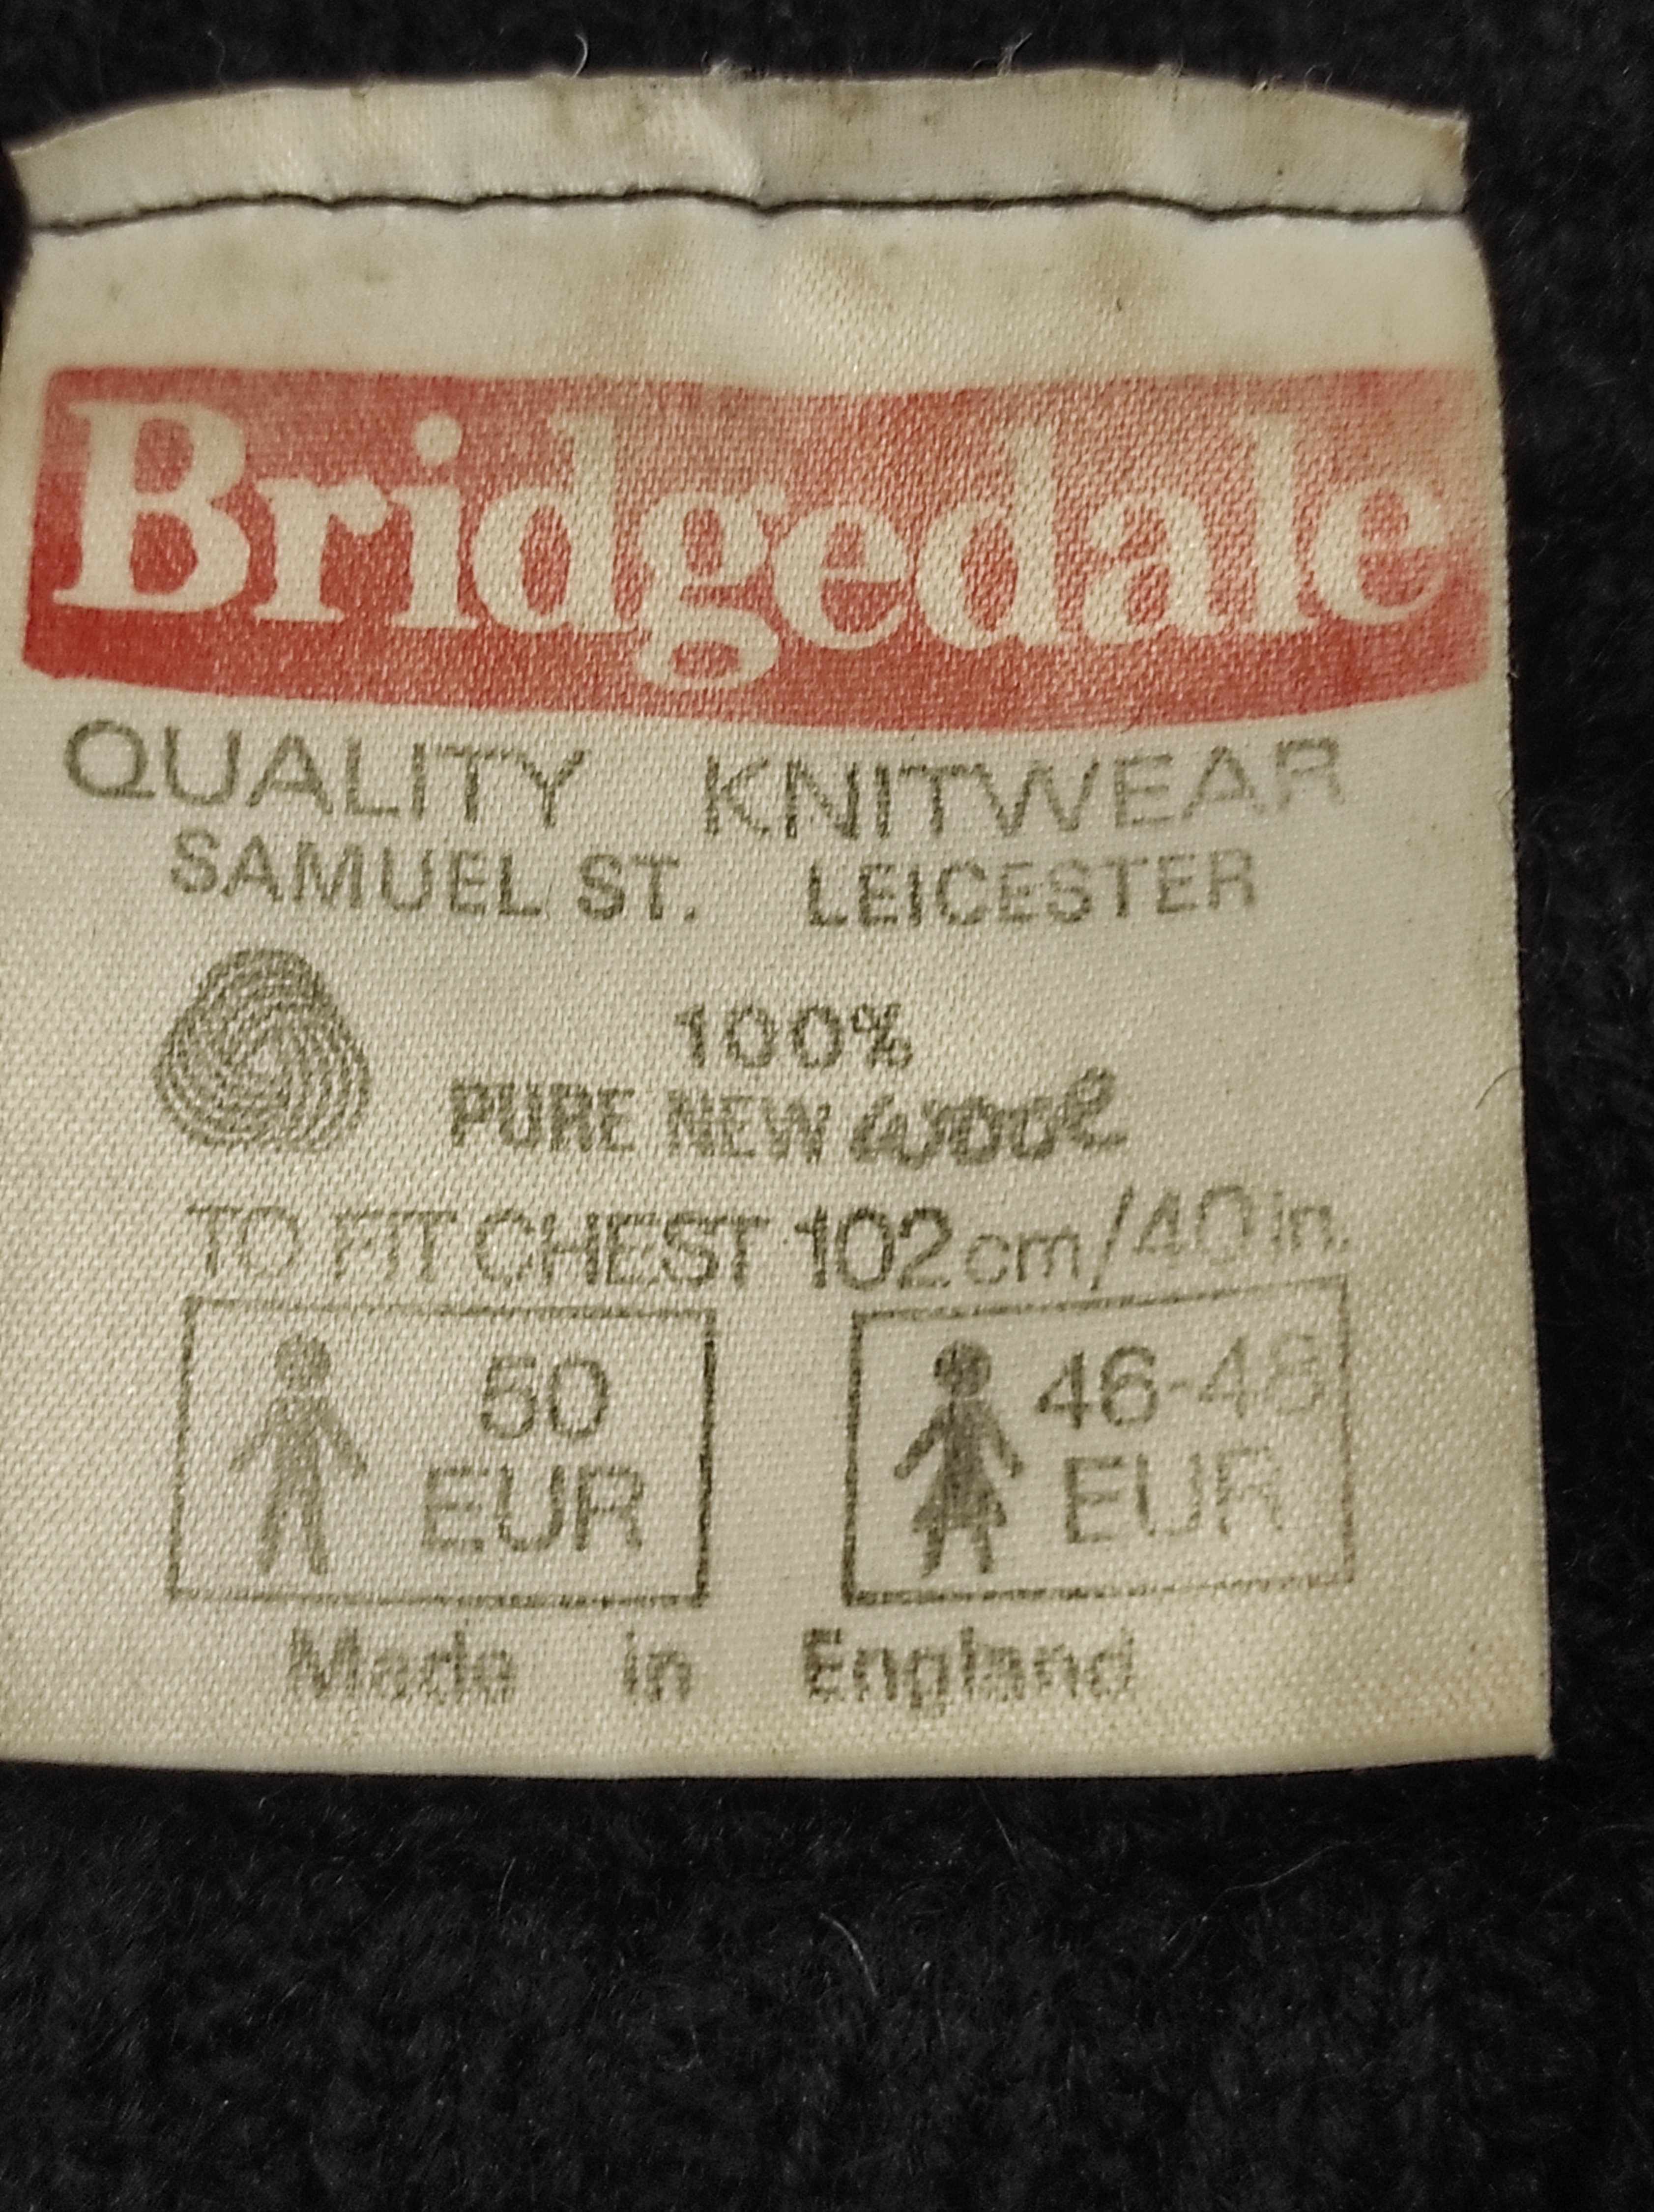 Bridgedale
QUALITY KNITWEAR
SAMUEL ST. LEICESTER
100%
PURE NEW WOOL
TO FIT CHEST 102cm/40in.
50
EUR
46-48
EUR
Made in England